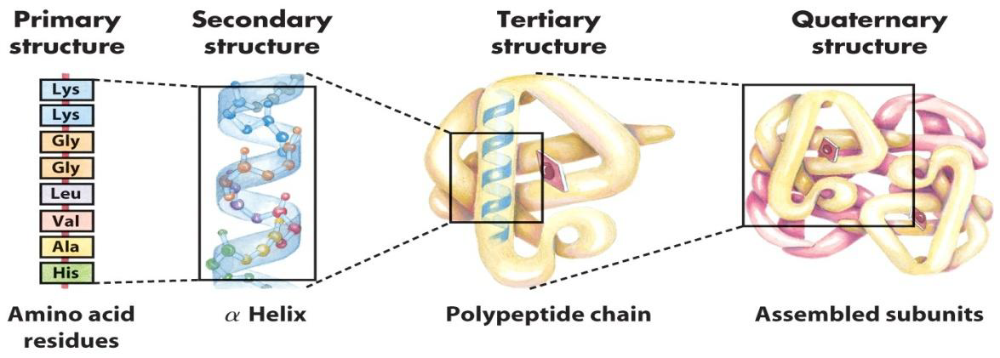 Primary
structure
Secondary
structure
Tertiary
structure
Quaternary
structure
Lys
Lys
Gly
Gly
Leu
Val
Ala
His
Amino acid
residues
α Helix
Polypeptide chain
Assembled subunits